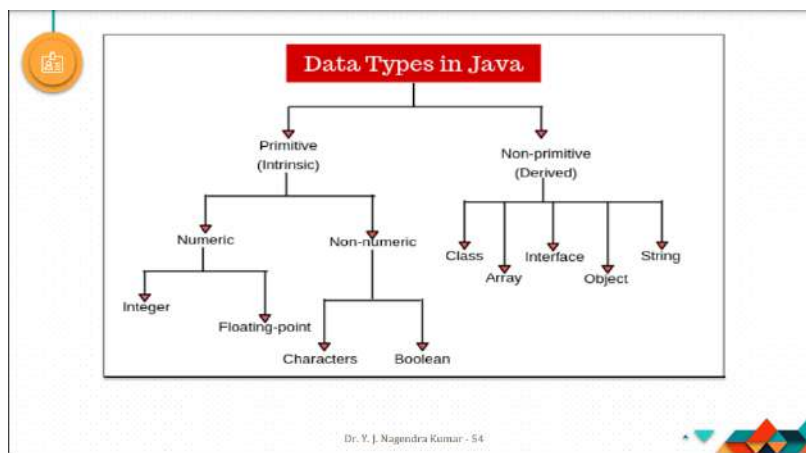 Data Types in Java
Primitive
(Intrinsic)
Non-primitive
(Derived)
Numeric
Non-numeric
Class
Array
Interface
Object
String
Integer
Floating-point
Characters
Boolean
Dr. Y. J. Nagendra Kumar - 54